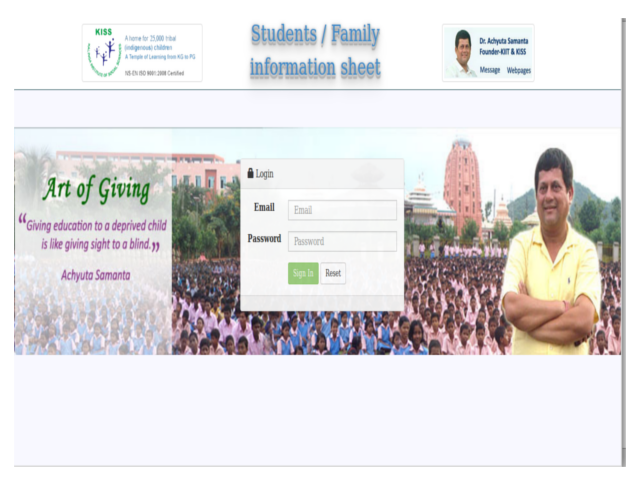 KISS
A home for 25,000 tribal
(indigenous) children
A Temple of Learning from KG to PG
NS-EN ISO 9001:2008 Certified
Students / Family
information sheet
Dr. Achyuta Samanta
Founder-KIIT & KISS
Message Webpages
Art of Giving
“Giving education to a deprived child
is like giving sight to a blind.”
Achyuta Samanta
Login
Email Email
Password Password
Sign In Reset